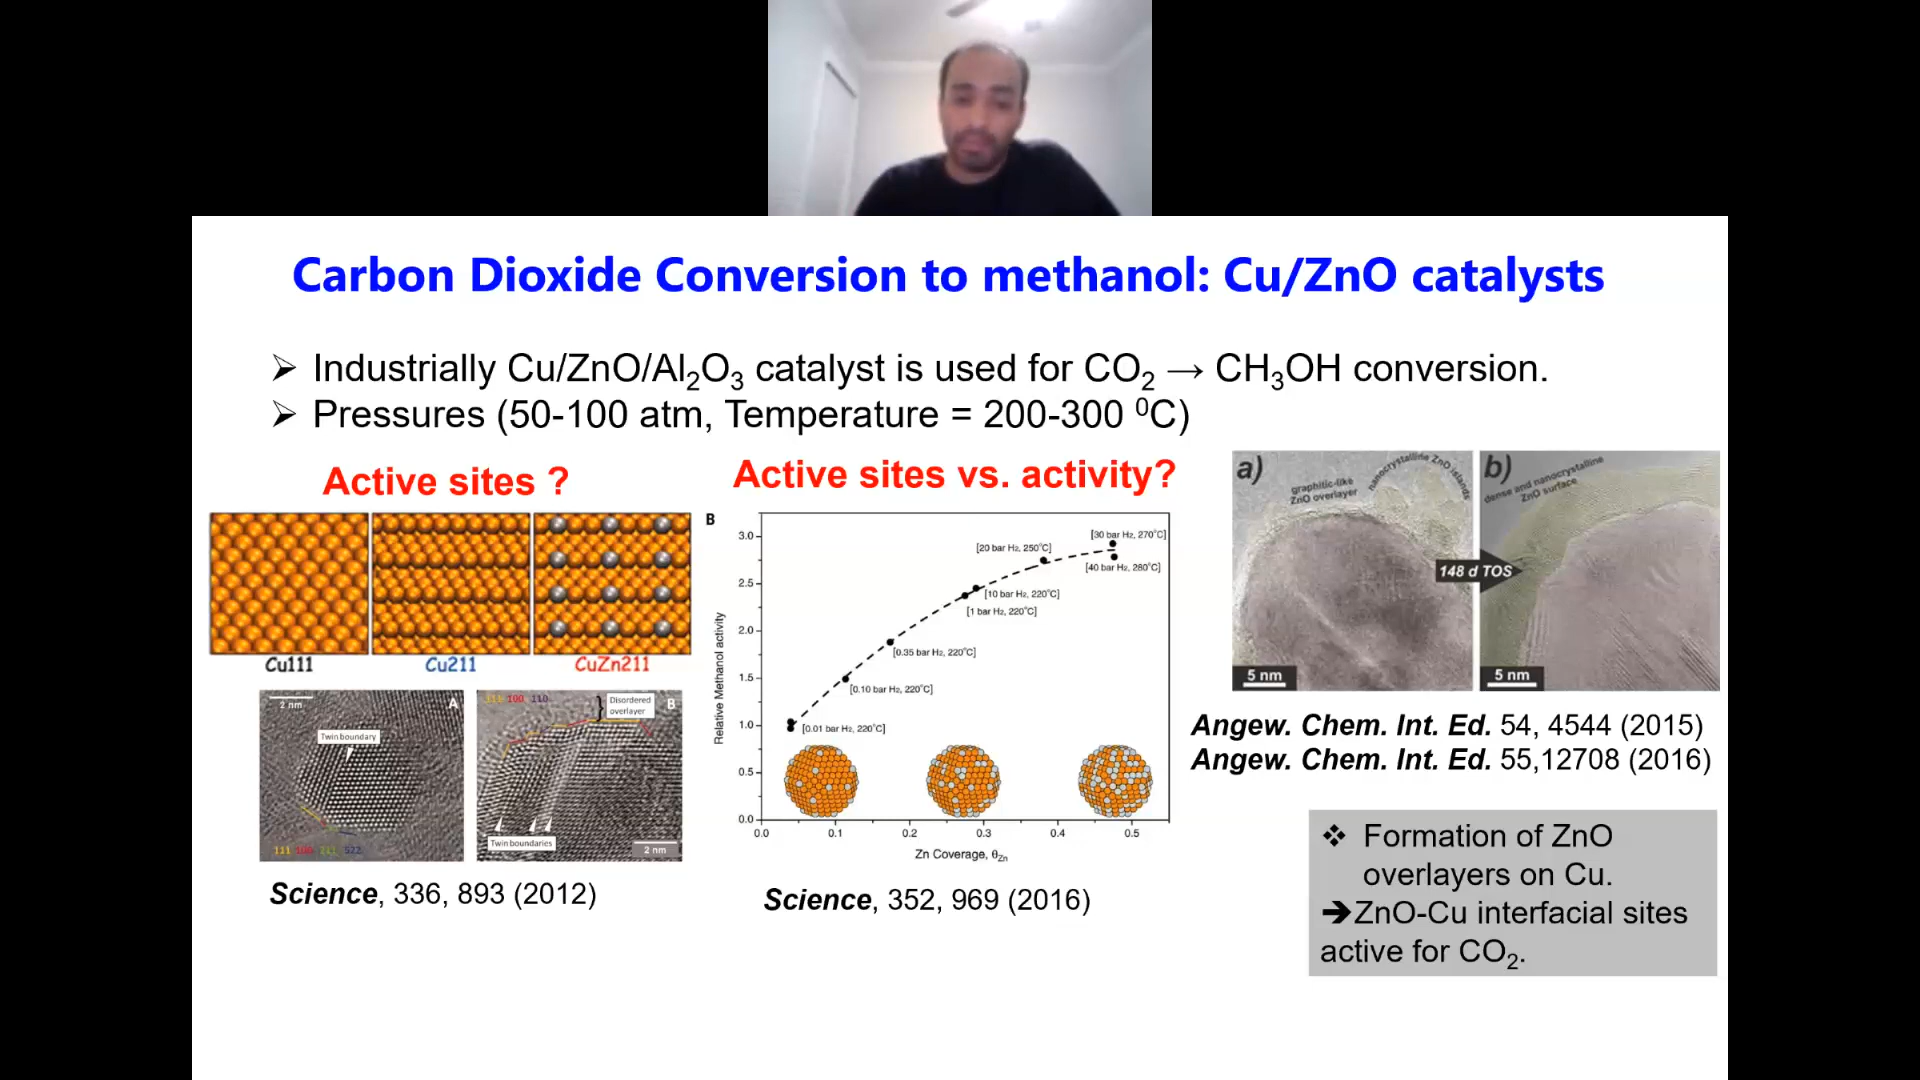 Carbon Dioxide Conversion to methanol: Cu/ZnO catalysts
➢ Industrially Cu/ZnO/Al2O3 catalyst is used for CO2 → CH3OH conversion.
➢ Pressures (50-100 atm, Temperature = 200-300 ⁰C)
Active sites ?
Cu111
Cu211
CuZn211
2 nm
A
Twin boundary
111 100 211 522
111 100 110
Disordered
overlayer
B
Twin boundaries
2 nm
Science, 336, 893 (2012)
Active sites vs. activity?
B
Relative Methanol activity
3.0
2.5
2.0
1.5
1.0
0.5
0.0
[30 bar H2, 270°C]
[20 bar H2, 250°C]
[40 bar H2, 280°C]
[10 bar H2, 220°C]
[1 bar H2, 220°C]
[0.35 bar H2, 220°C]
[0.10 bar H2, 220°C]
[0.01 bar H2, 220°C]
0.0 0.1 0.2 0.3 0.4 0.5
Zn Coverage, θZn
Science, 352, 969 (2016)
a)
graphitic-like
ZnO overlayer
nanocrystalline ZnO islands
5 nm
148 d TOS
b)
dense and nanocrystalline
ZnO surface
5 nm
Angew. Chem. Int. Ed. 54, 4544 (2015)
Angew. Chem. Int. Ed. 55,12708 (2016)
❖ Formation of ZnO
overlayers on Cu.
➔ZnO-Cu interfacial sites
active for CO2.